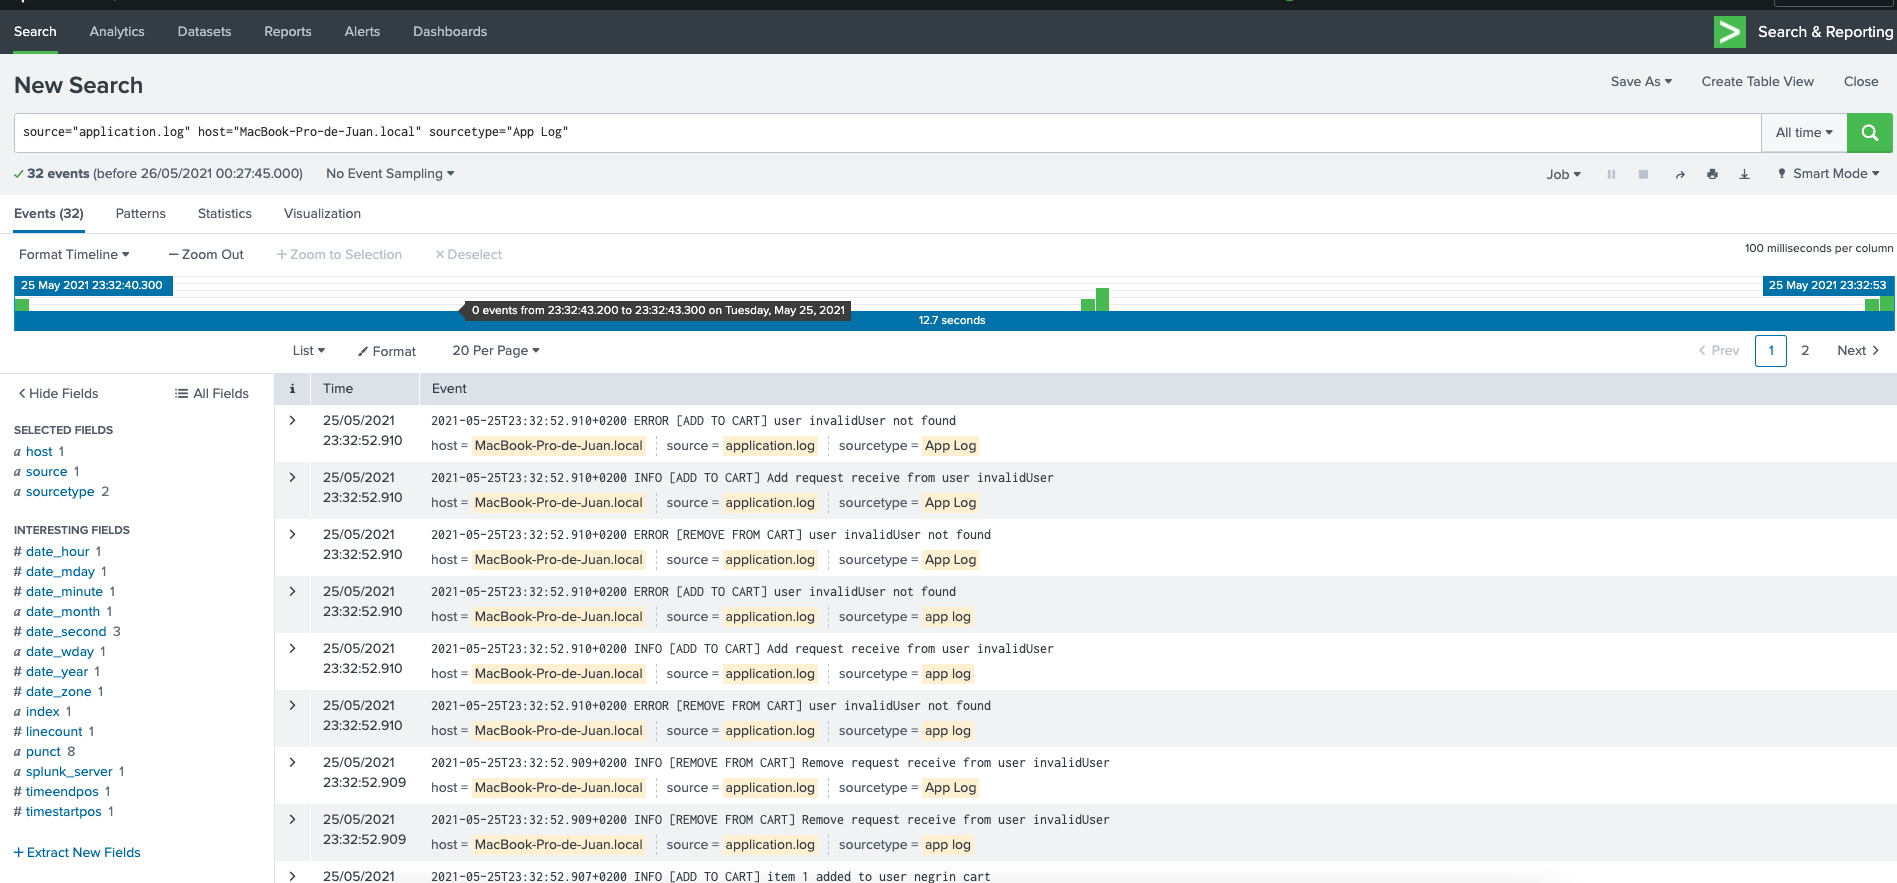 Search Analytics Datasets Reports Alerts Dashboards Search & Reporting
New Search Save As Create Table View Close
source="application.log" host="MacBook-Pro-de-Juan.local" sourcetype="App Log" All time
32 events (before 26/05/2021 00:27:45.000) No Event Sampling Job Smart Mode
Events (32) Patterns Statistics Visualization
Format Timeline — Zoom Out + Zoom to Selection × Deselect 100 milliseconds per column
25 May 2021 23:32:40.300 25 May 2021 23:32:53
0 events from 23:32:43.200 to 23:32:43.300 on Tuesday, May 25, 2021
12.7 seconds
List Format 20 Per Page < Prev 1 2 Next >
< Hide Fields All Fields
SELECTED FIELDS
a host 1
a source 1
a sourcetype 2
INTERESTING FIELDS
# date_hour 1
# date_mday 1
# date_minute 1
a date_month 1
# date_second 3
a date_wday 1
# date_year 1
# date_zone 1
a index 1
# linecount 1
a punct 8
a splunk_server 1
# timeendpos 1
# timestartpos 1
+ Extract New Fields
i Time Event
> 25/05/2021 2021-05-25T23:32:52.910+0200 ERROR [ADD TO CART] user invalidUser not found
23:32:52.910 host = MacBook-Pro-de-Juan.local source = application.log sourcetype = App Log
> 25/05/2021 2021-05-25T23:32:52.910+0200 INFO [ADD TO CART] Add request receive from user invalidUser
23:32:52.910 host = MacBook-Pro-de-Juan.local source = application.log sourcetype = App Log
> 25/05/2021 2021-05-25T23:32:52.910+0200 ERROR [REMOVE FROM CART] user invalidUser not found
23:32:52.910 host = MacBook-Pro-de-Juan.local source = application.log sourcetype = App Log
> 25/05/2021 2021-05-25T23:32:52.910+0200 ERROR [ADD TO CART] user invalidUser not found
23:32:52.910 host = MacBook-Pro-de-Juan.local source = application.log sourcetype = app log
> 25/05/2021 2021-05-25T23:32:52.910+0200 INFO [ADD TO CART] Add request receive from user invalidUser
23:32:52.910 host = MacBook-Pro-de-Juan.local source = application.log sourcetype = app log
> 25/05/2021 2021-05-25T23:32:52.910+0200 ERROR [REMOVE FROM CART] user invalidUser not found
23:32:52.910 host = MacBook-Pro-de-Juan.local source = application.log sourcetype = app log
> 25/05/2021 2021-05-25T23:32:52.909+0200 INFO [REMOVE FROM CART] Remove request receive from user invalidUser
23:32:52.909 host = MacBook-Pro-de-Juan.local source = application.log sourcetype = App Log
> 25/05/2021 2021-05-25T23:32:52.909+0200 INFO [REMOVE FROM CART] Remove request receive from user invalidUser
23:32:52.909 host = MacBook-Pro-de-Juan.local source = application.log sourcetype = app log
> 25/05/2021 2021-05-25T23:32:52.907+0200 INFO [ADD TO CART] item 1 added to user negrin cart